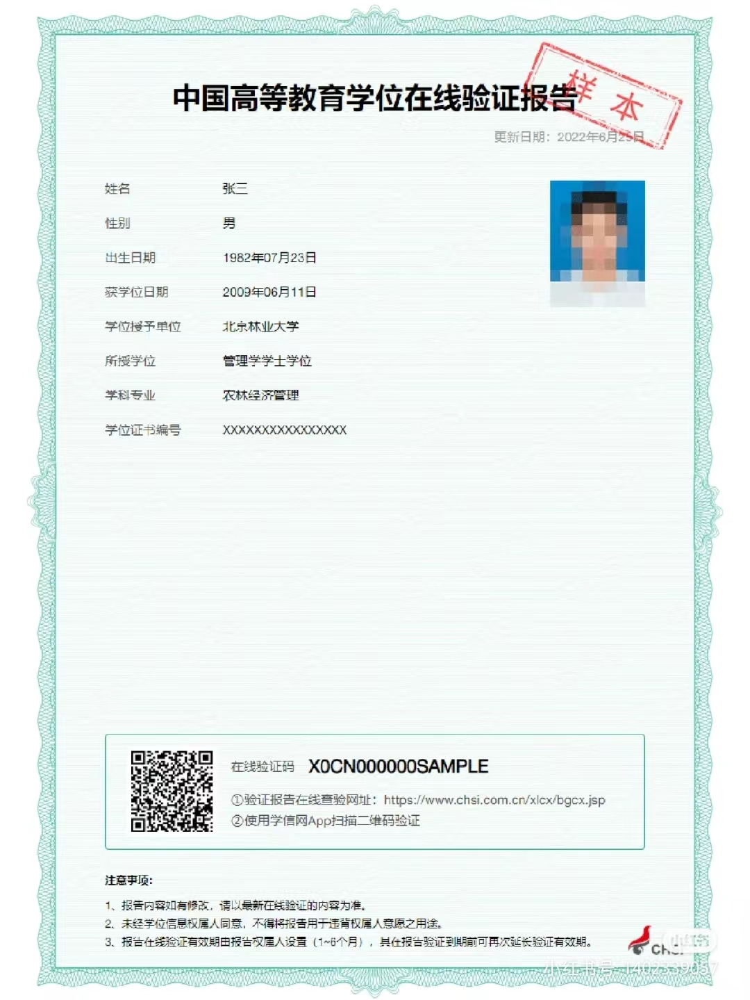 中国高等教育学位在线验证报告
样本
更新日期：2022年6月25日
姓名 张三
性别 男
出生日期 1982年07月23日
获学位日期 2009年06月11日
学位授予单位 北京林业大学
所授学位 管理学学士学位
学科专业 农林经济管理
学位证书编号 XXXXXXXXXXXXXXXX
在线验证码 X0CN000000SAMPLE
①验证报告在线查验网址：https://www.chsi.com.cn/xlcx/bgcx.jsp
②使用学信网App扫描二维码验证
注意事项：
1、报告内容如有修改，请以最新在线验证的内容为准。
2、未经学位信息权属人同意，不得将报告用于违背权属人意愿之用途。
3、报告在线验证有效期由报告权属人设置（1~6个月），其在报告验证到期前可再次延长验证有效期。
CHSI
小红书
小红书号：1402339057